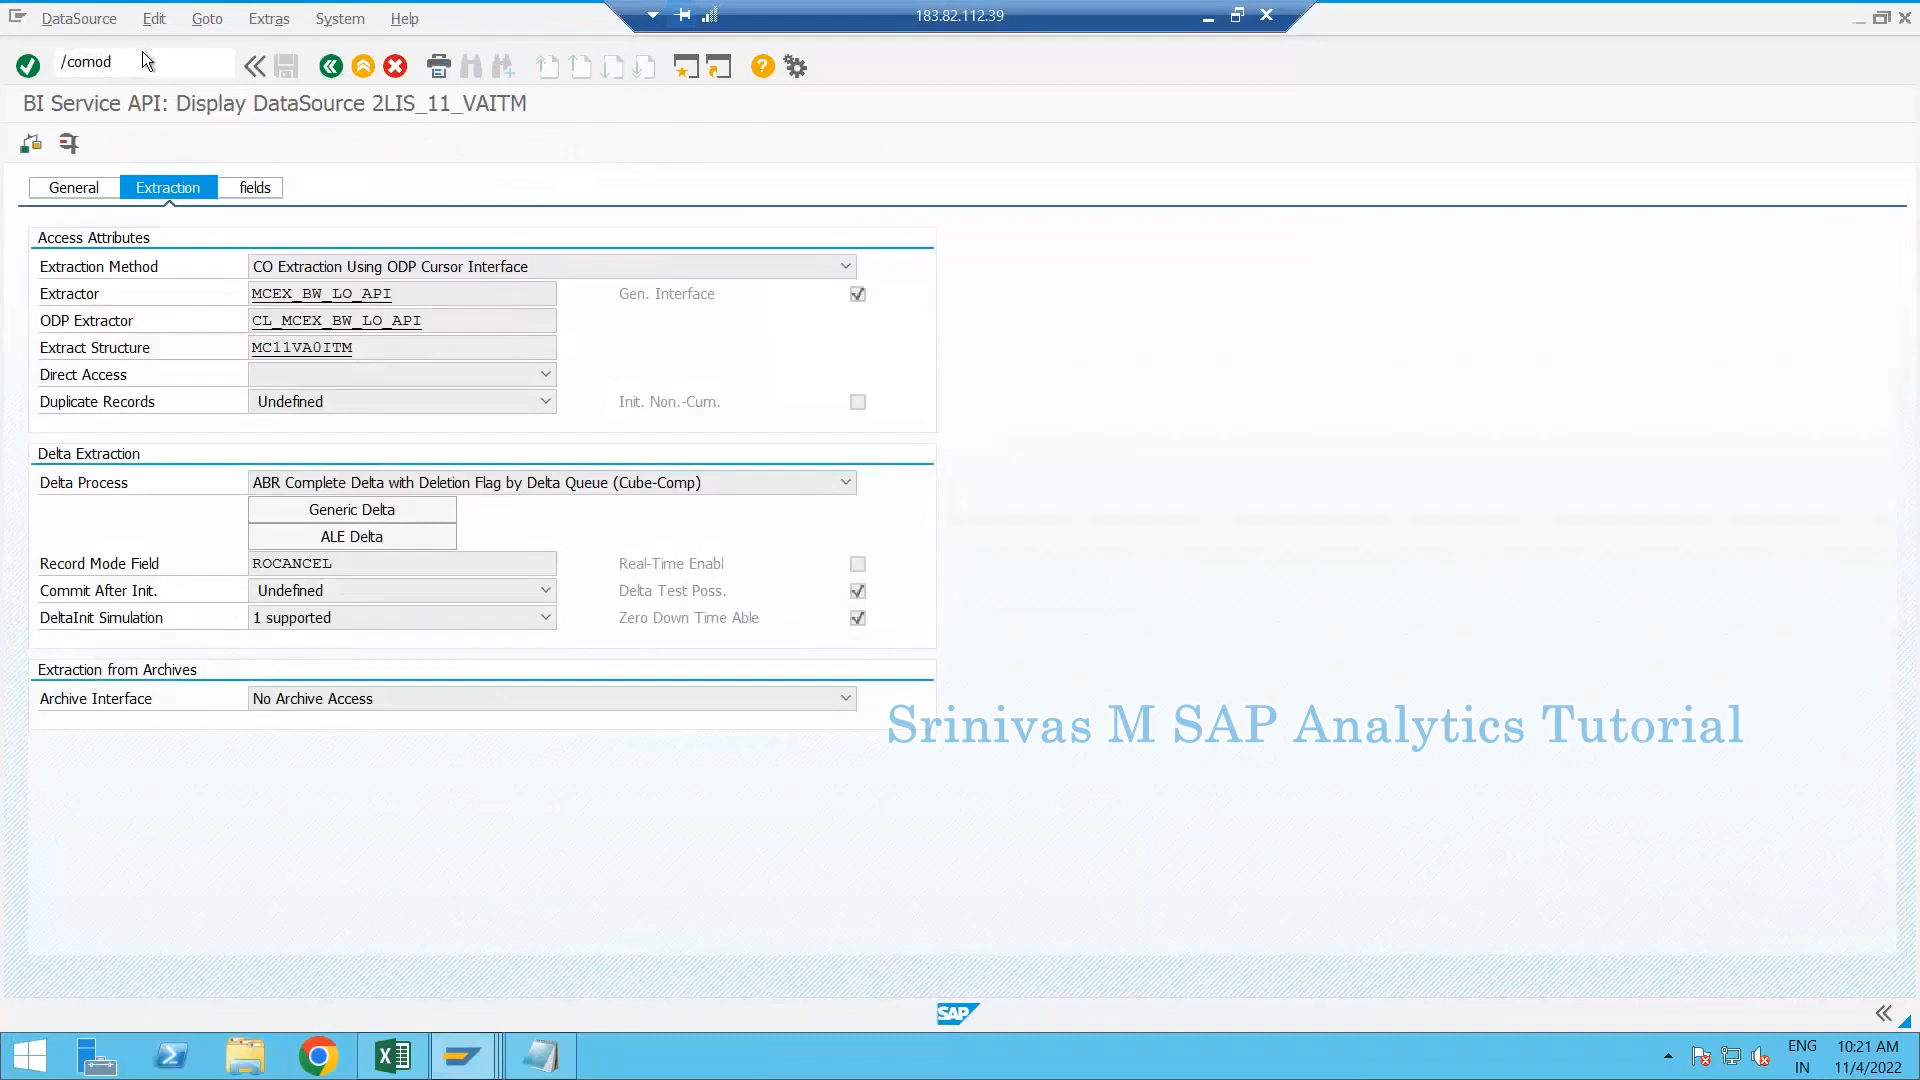 DataSource Edit Goto Extras System Help
183.82.112.39
/comod
BI Service API: Display DataSource 2LIS_11_VAITM
General Extraction fields
Access Attributes
Extraction Method CO Extraction Using ODP Cursor Interface
Extractor MCEX_BW_LO_API Gen. Interface
ODP Extractor CL_MCEX_BW_LO_API
Extract Structure MC11VA0ITM
Direct Access
Duplicate Records Undefined Init. Non.-Cum.
Delta Extraction
Delta Process ABR Complete Delta with Deletion Flag by Delta Queue (Cube-Comp)
Generic Delta
ALE Delta
Record Mode Field ROCANCEL Real-Time Enabl
Commit After Init. Undefined Delta Test Poss.
DeltaInit Simulation 1 supported Zero Down Time Able
Extraction from Archives
Archive Interface No Archive Access
Srinivas M SAP Analytics Tutorial
SAP
ENG 10:21 AM
IN 11/4/2022